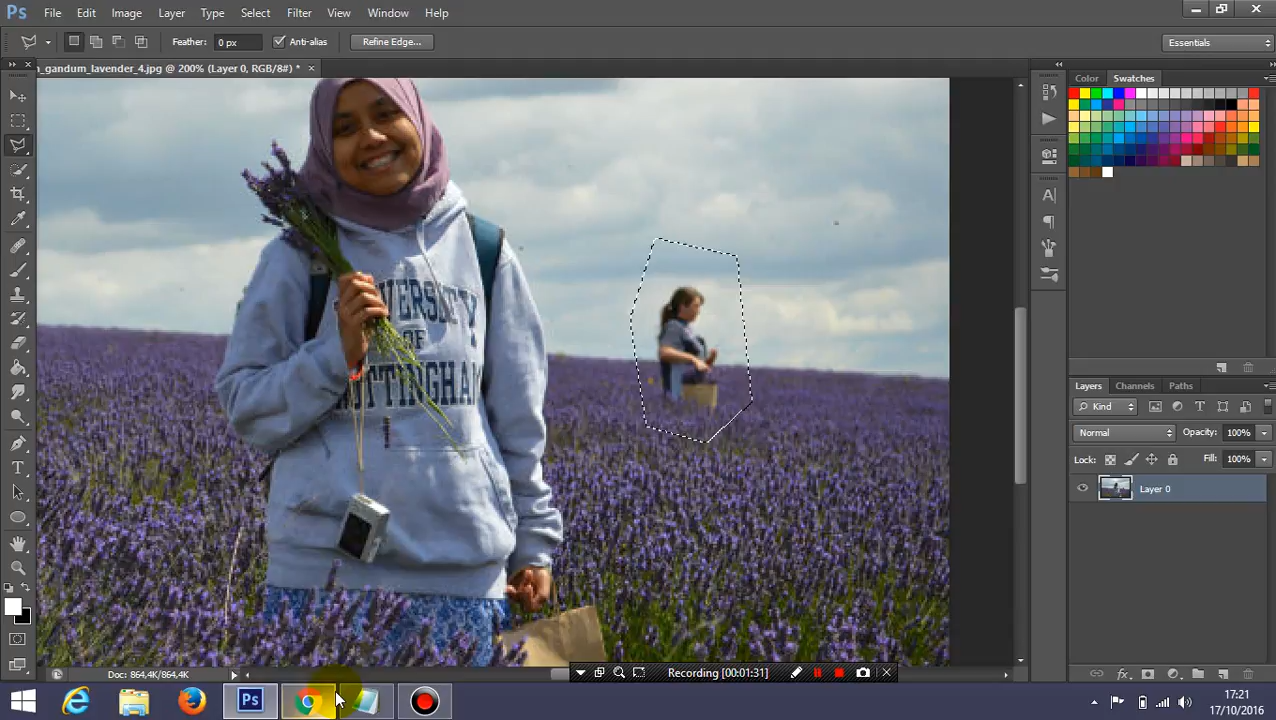 Ps File Edit Image Layer Type Select Filter View Window Help
Feather: 0 px Anti-alias Refine Edge... Essentials
_gandum_lavender_4.jpg @ 200% (Layer 0, RGB/8#) * ×
Color Swatches
UNIVERSITY
OF
NOTTINGHAM
Layers Channels Paths
Kind
Normal Opacity: 100%
Lock: Fill: 100%
Layer 0
Doc: 864,4K/864,4K
Recording [00:01:31]
Ps
17:21
17/10/2016